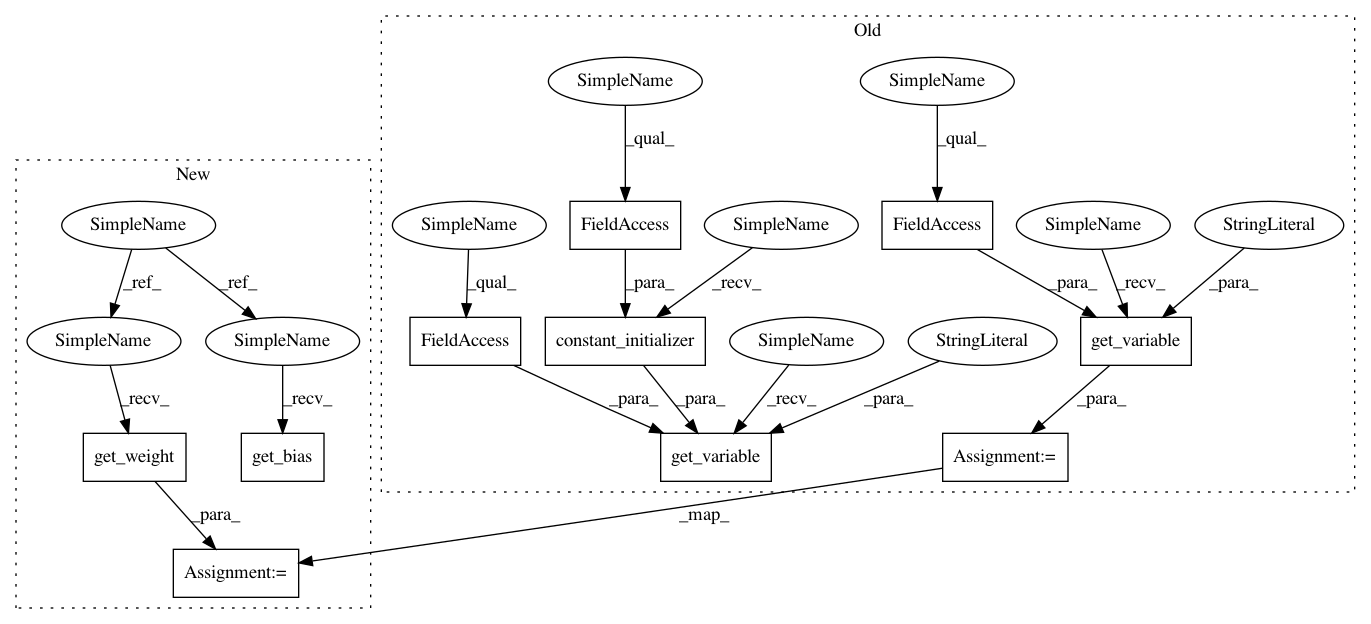 Old
SimpleName
SimpleName
_qual_
_qual_
New
SimpleName
SimpleName
FieldAccess
SimpleName
FieldAccess
SimpleName
StringLiteral
_ref_
_ref_
_qual_
_para_
_recv_
_para_
_recv_
_para_
SimpleName
SimpleName
FieldAccess
constant_initializer
SimpleName
StringLiteral
get_variable
_recv_
_recv_
_para_
_para_
_recv_
_para_
_para_
get_weight
get_bias
get_variable
Assignment:=
_para_
_map_
Assignment:=